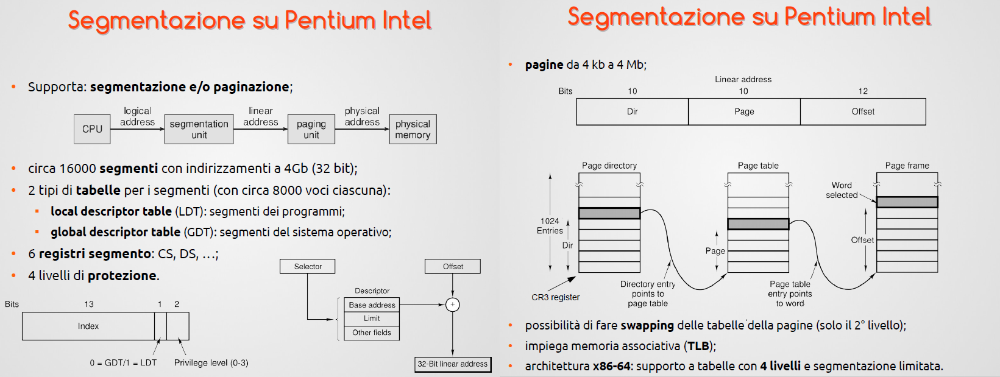 Segmentazione su Pentium Intel
Supporta: segmentazione e/o paginazione;
CPU
logical
address
segmentation
unit
linear
address
paging
unit
physical
address
physical
memory
circa 16000 segmenti con indirizzamenti a 4Gb (32 bit);
2 tipi di tabelle per i segmenti (con circa 8000 voci ciascuna):
local descriptor table (LDT): segmenti dei programmi;
global descriptor table (GDT): segmenti del sistema operativo;
6 registri segmento: CS, DS, ...;
4 livelli di protezione.
Bits 13 1 2
Index
0 = GDT/1 = LDT Privilege level (0-3)
Selector
Offset
Descriptor
Base address
+
Limit
Other fields
32-Bit linear address
Segmentazione su Pentium Intel
pagine da 4 kb a 4 Mb;
Linear address
Bits 10 10 12
Dir Page Offset
Page directory
Page table
Page frame
Word
selected
1024
Entries
Dir
Page
Offset
CR3 register
Directory entry
points to
page table
Page table
entry points
to word
possibilità di fare swapping delle tabelle della pagine (solo il 2° livello);
impiega memoria associativa (TLB);
architettura x86-64: supporto a tabelle con 4 livelli e segmentazione limitata.